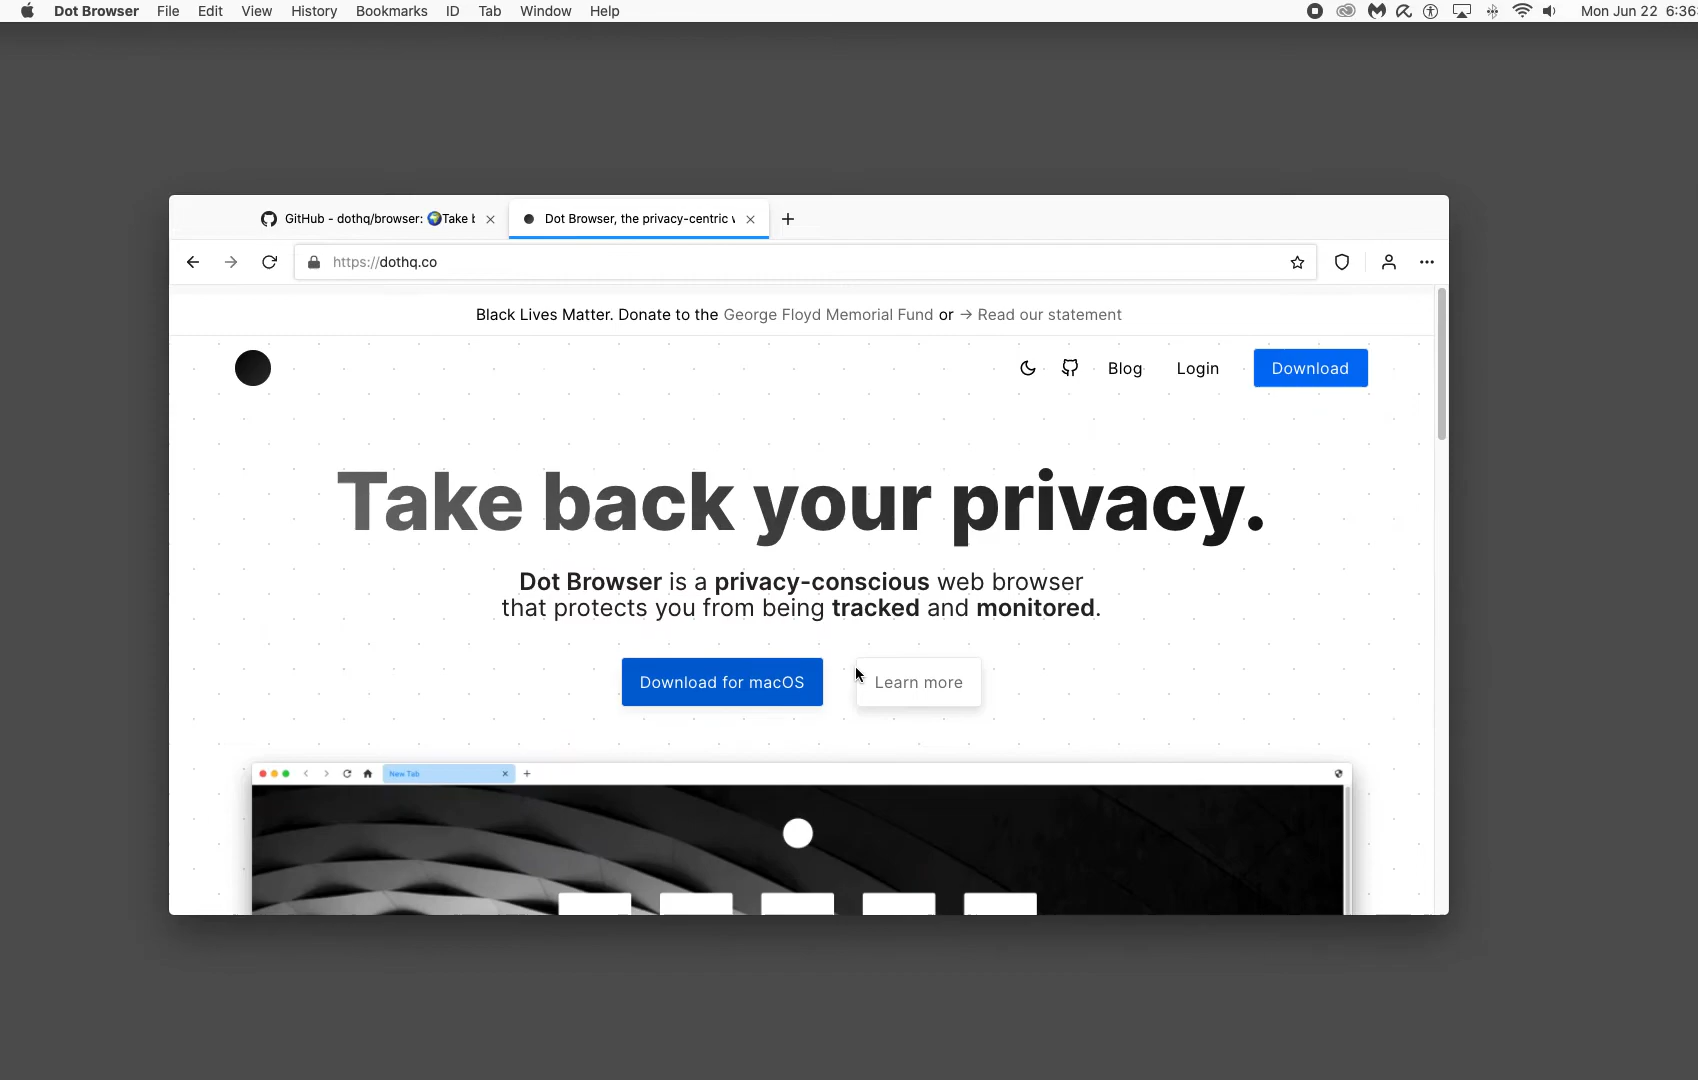 Dot Browser File Edit View History Bookmarks ID Tab Window Help Mon Jun 22 6:36
GitHub - dothq/browser: 🌍Take b Dot Browser, the privacy-centric
https://dothq.co
Black Lives Matter. Donate to the George Floyd Memorial Fund or → Read our statement
Blog Login Download
Take back your privacy.
Dot Browser is a privacy-conscious web browser
that protects you from being tracked and monitored.
Download for macOS Learn more
New Tab